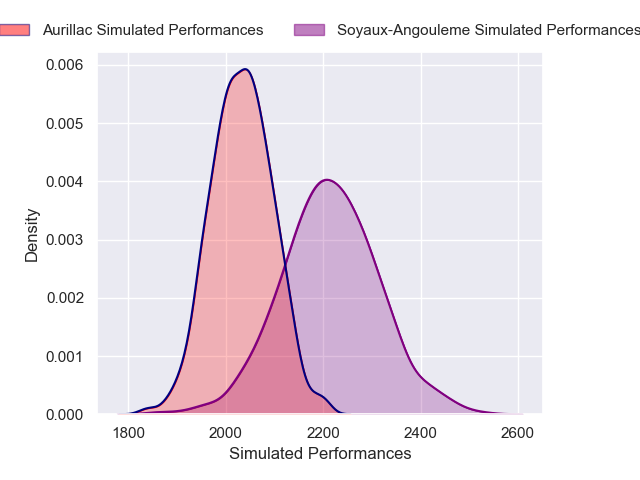 Aurillac Simulated Performances Soyaux-Angouleme Simulated Performances
0.006
0.005
0.004
0.003
0.002
0.001
0.000
Density
1800 2000 2200 2400 2600
Simulated Performances